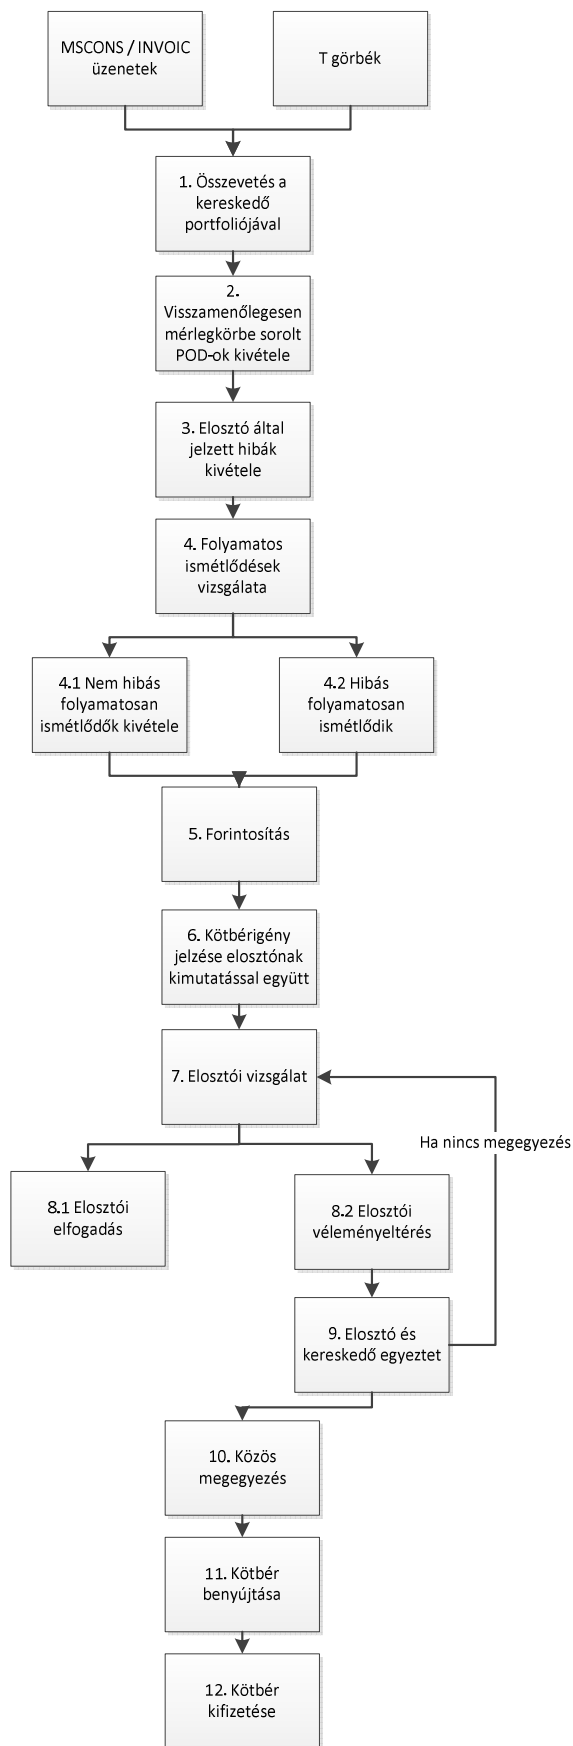 MSCONS / INVOIC
üzenetek
T görbék
1. Összevetés a
kereskedő
portfoliójával
2.
Visszamenőlegesen
mérlegkörbe sorolt
POD-ok kivétele
3. Elosztó által
jelzett hibák
kivétele
4. Folyamatos
ismétlődések
vizsgálata
4.1 Nem hibás
folyamatosan
ismétlődők kivétele
4.2 Hibás
folyamatosan
ismétlődik
5. Forintosítás
6. Kötbérigény
jelzése elosztónak
kimutatással együtt
7. Elosztói vizsgálat
Ha nincs megegyezés
8.1 Elosztói
elfogadás
8.2 Elosztói
véleményeltérés
9. Elosztó és
kereskedő egyeztet
10. Közös
megegyezés
11. Kötbér
benyújtása
12. Kötbér
kifizetése